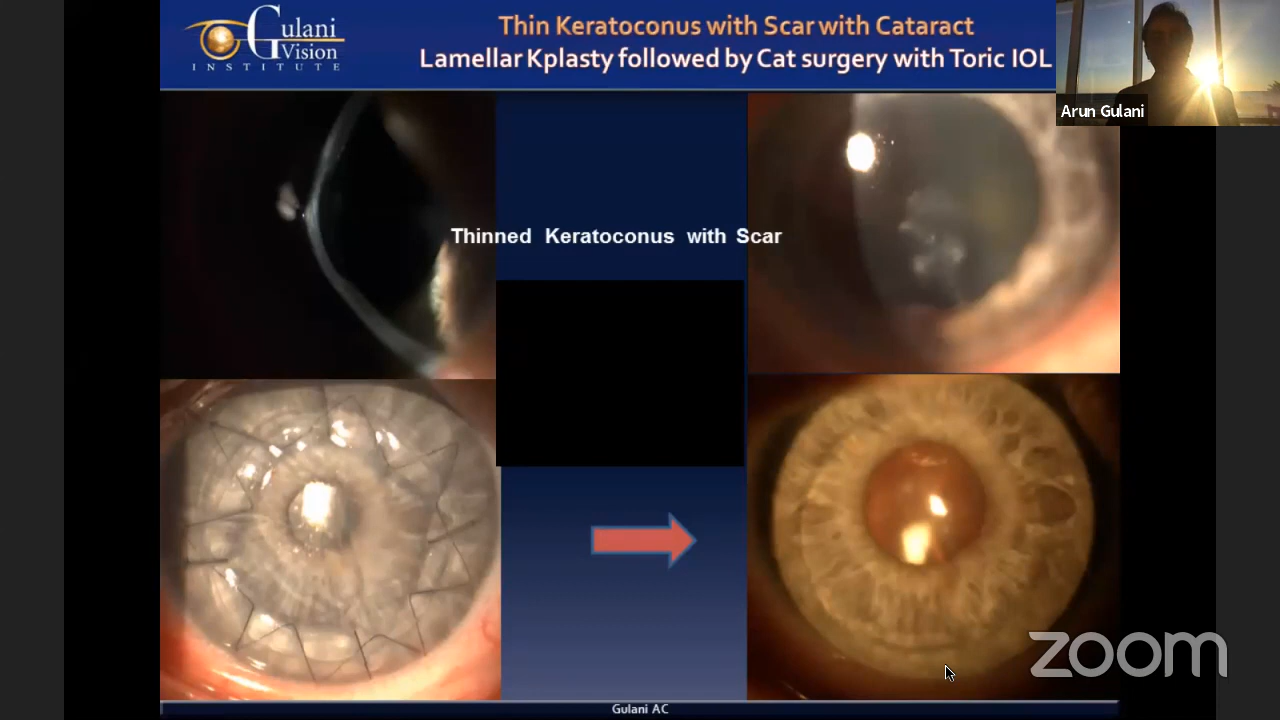 Gulani
Vision
INSTITUTE
Thin Keratoconus with Scar with Cataract
Lamellar Kplasty followed by Cat surgery with Toric IOL
Arun Gulani
Thinned Keratoconus with Scar
zoom
Gulani AC